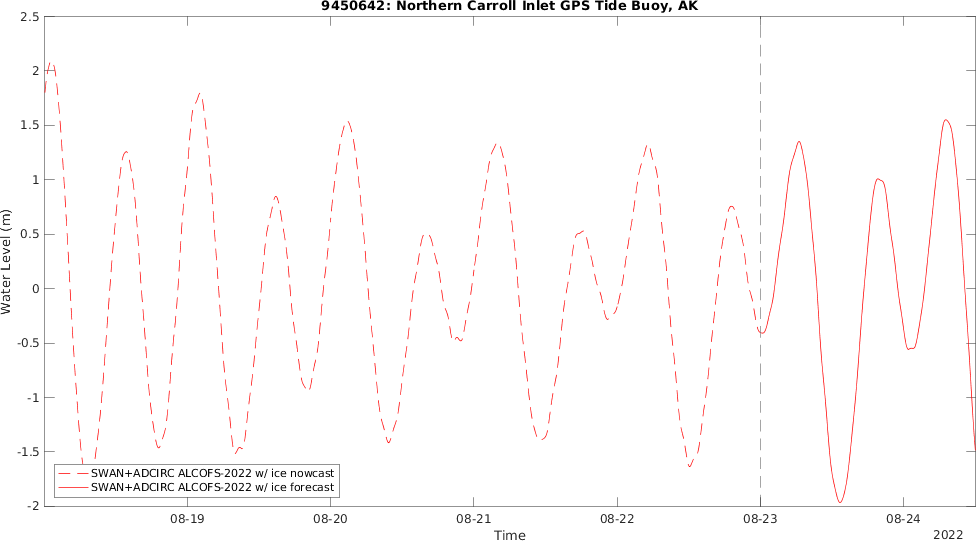 9450642: Northern Carroll Inlet GPS Tide Buoy, AK
2.5
2
1.5
1
0.5
0
-0.5
-1
-1.5
-2
Water Level (m)
SWAN+ADCIRC ALCOFS-2022 w/ ice nowcast
SWAN+ADCIRC ALCOFS-2022 w/ ice forecast
08-19 08-20 08-21 08-22 08-23 08-24
Time
2022